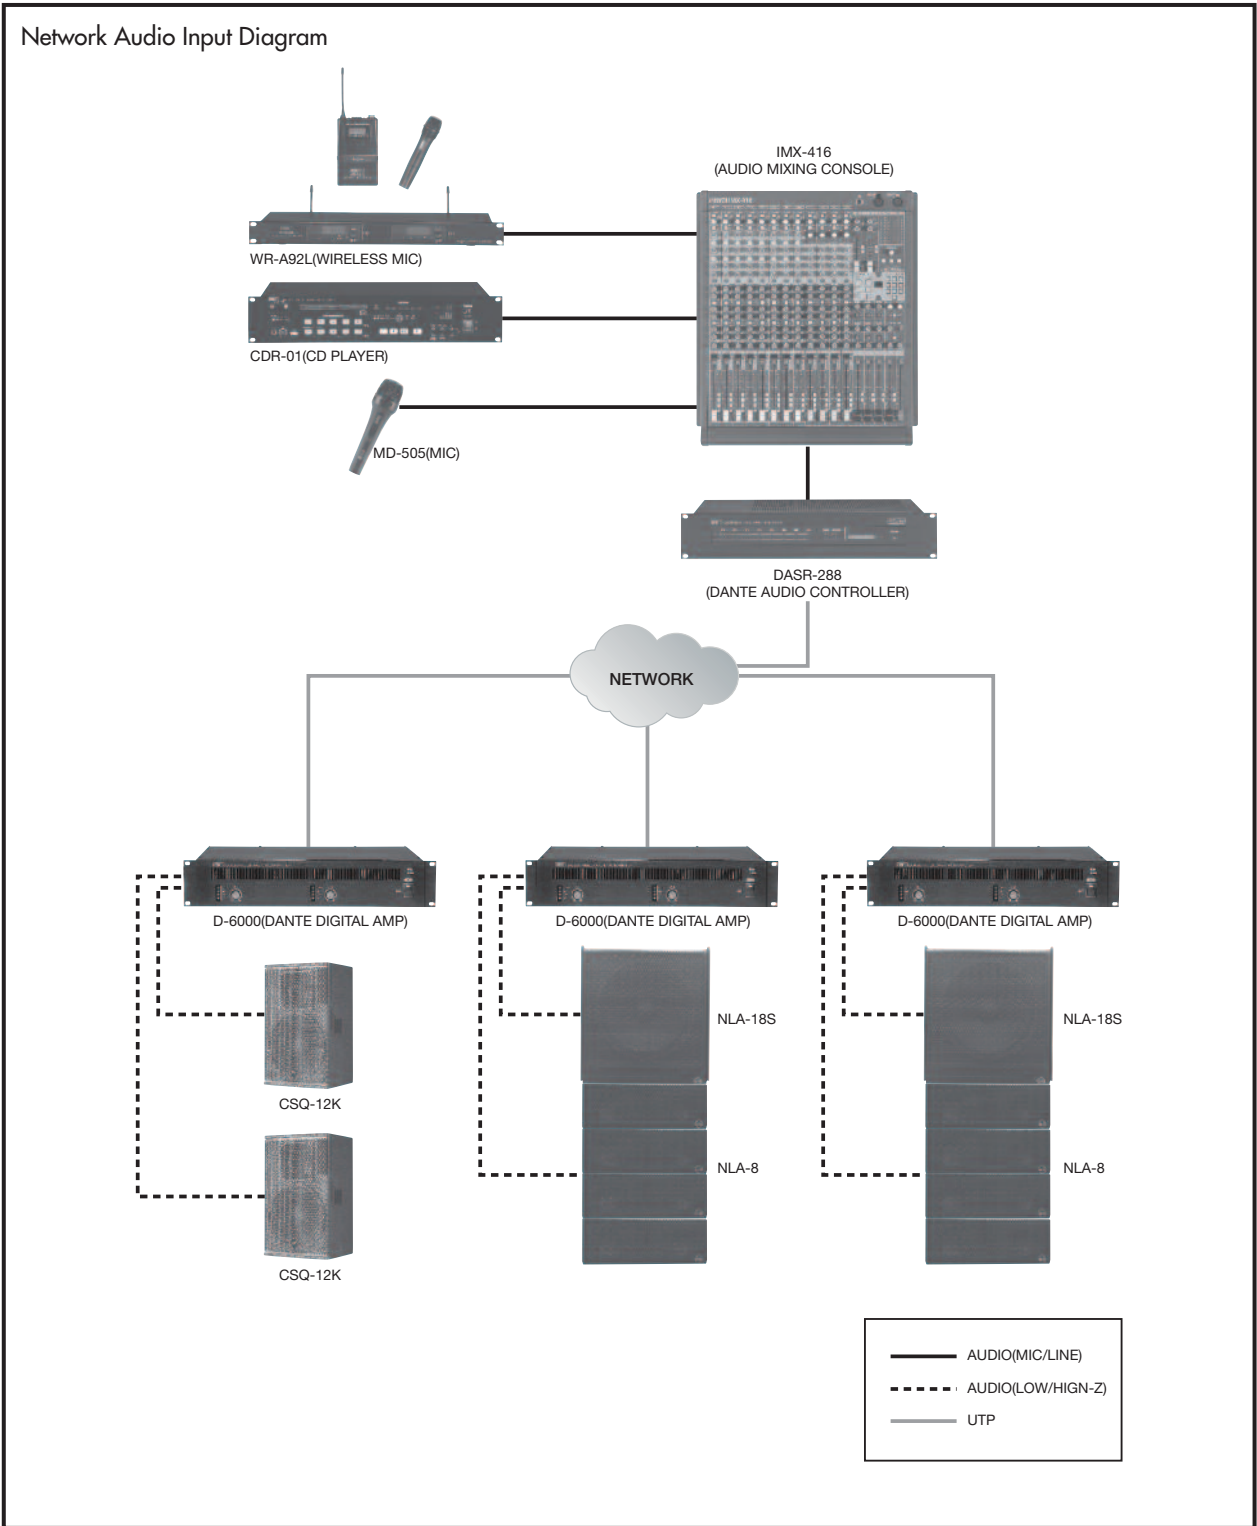 Network Audio Input Diagram
IMX-416
(AUDIO MIXING CONSOLE)
WR-A92L(WIRELESS MIC)
CDR-01(CD PLAYER)
MD-505(MIC)
DASR-288
(DANTE AUDIO CONTROLLER)
NETWORK
D-6000(DANTE DIGITAL AMP)
D-6000(DANTE DIGITAL AMP)
D-6000(DANTE DIGITAL AMP)
NLA-18S
NLA-18S
CSQ-12K
NLA-8
NLA-8
CSQ-12K
AUDIO(MIC/LINE)
AUDIO(LOW/HIGN-Z)
UTP